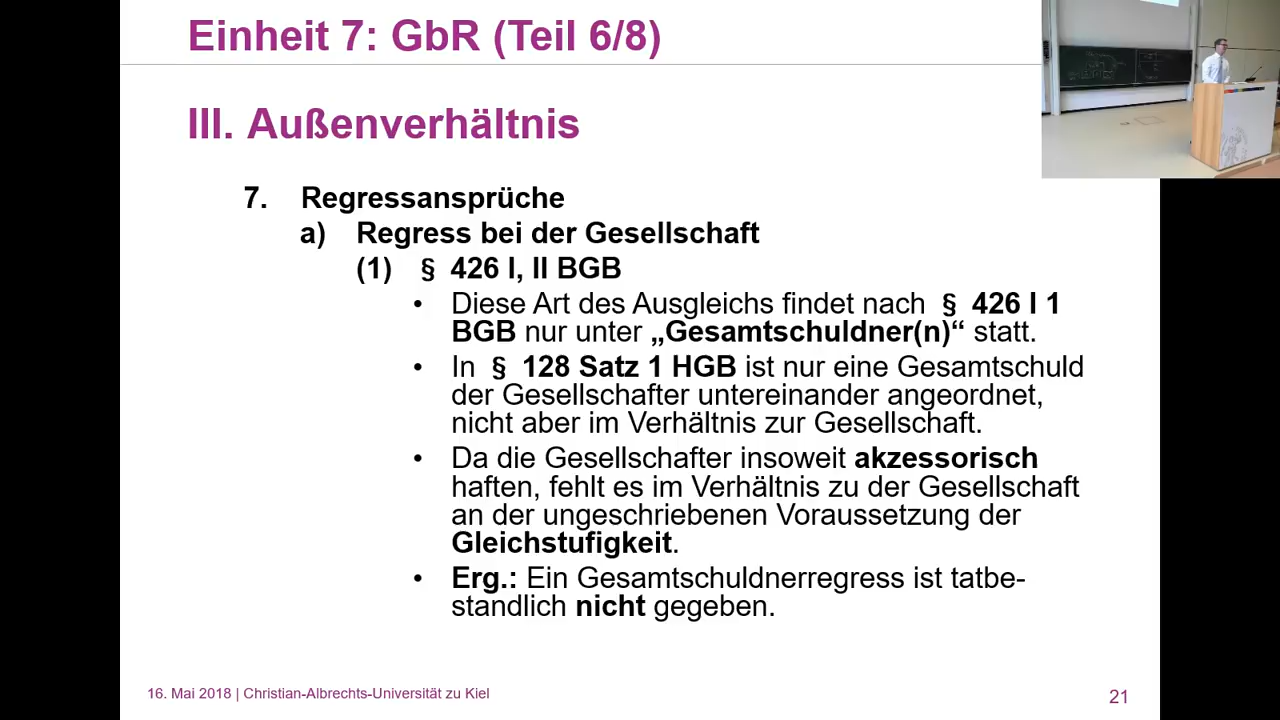 Einheit 7: GbR (Teil 6/8)
III. Außenverhältnis
7. Regressansprüche
a) Regress bei der Gesellschaft
(1) § 426 I, II BGB
• Diese Art des Ausgleichs findet nach § 426 I 1
BGB nur unter „Gesamtschuldner(n)“ statt.
• In § 128 Satz 1 HGB ist nur eine Gesamtschuld
der Gesellschafter untereinander angeordnet,
nicht aber im Verhältnis zur Gesellschaft.
• Da die Gesellschafter insoweit akzessorisch
haften, fehlt es im Verhältnis zu der Gesellschaft
an der ungeschriebenen Voraussetzung der
Gleichstufigkeit.
• Erg.: Ein Gesamtschuldnerregress ist tatbe-
standlich nicht gegeben.
16. Mai 2018 | Christian-Albrechts-Universität zu Kiel
21